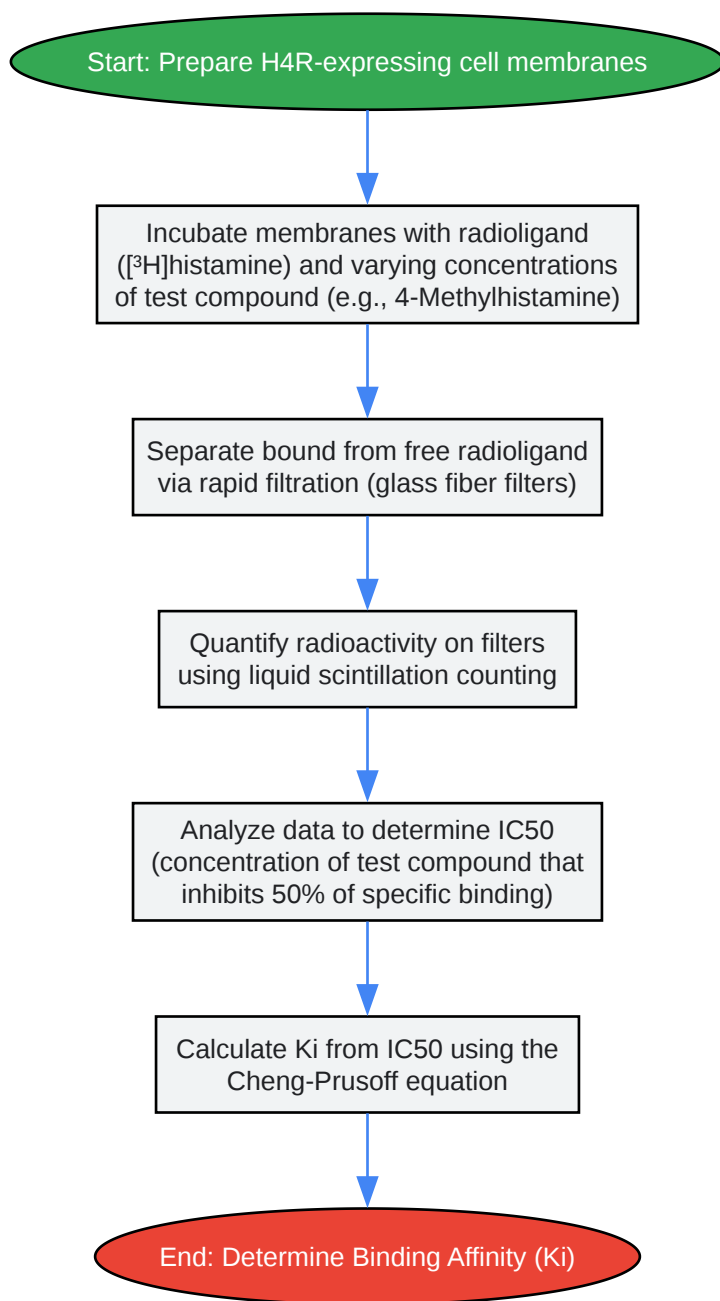 Start: Prepare H4R-expressing cell membranes
Incubate membranes with radioligand
([³H]histamine) and varying concentrations
of test compound (e.g., 4-Methylhistamine)
Separate bound from free radioligand
via rapid filtration (glass fiber filters)
Quantify radioactivity on filters
using liquid scintillation counting
Analyze data to determine IC50
(concentration of test compound that
inhibits 50% of specific binding)
Calculate Ki from IC50 using the
Cheng-Prusoff equation
End: Determine Binding Affinity (Ki)